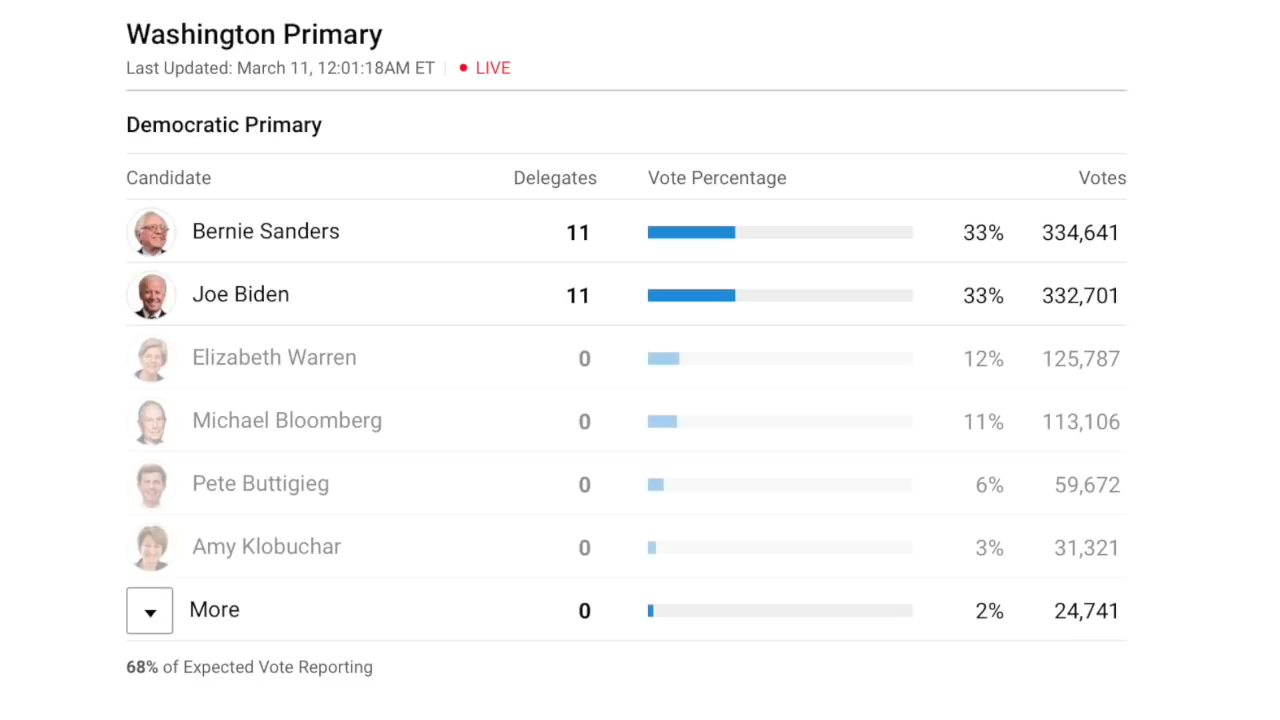 Washington Primary
Last Updated: March 11, 12:01:18AM ET | • LIVE
Democratic Primary
Candidate Delegates Vote Percentage Votes
Bernie Sanders 11 33% 334,641
Joe Biden 11 33% 332,701
Elizabeth Warren 0 12% 125,787
Michael Bloomberg 0 11% 113,106
Pete Buttigieg 0 6% 59,672
Amy Klobuchar 0 3% 31,321
More 0 2% 24,741
68% of Expected Vote Reporting